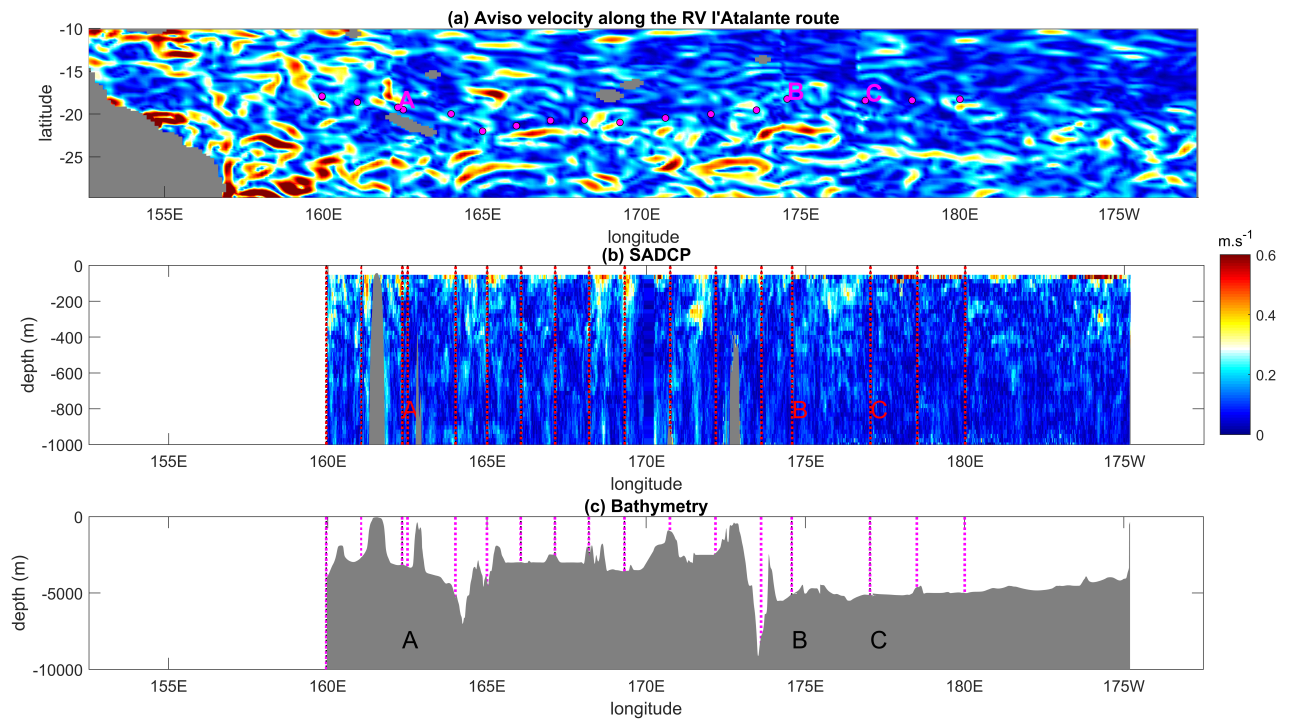 (a) Aviso velocity along the RV l'Atalante route
-10
-15
-20
-25
latitude
A
B
C
155E 160E 165E 170E 175E 180E 175W
longitude
(b) SADCP
0
-200
-400
-600
-800
-1000
depth (m)
A
B
C
155E 160E 165E 170E 175E 180E 175W
longitude
m.s-1
0.6
0.4
0.2
0
(c) Bathymetry
0
-5000
-10000
depth (m)
A
B
C
155E 160E 165E 170E 175E 180E 175W
longitude